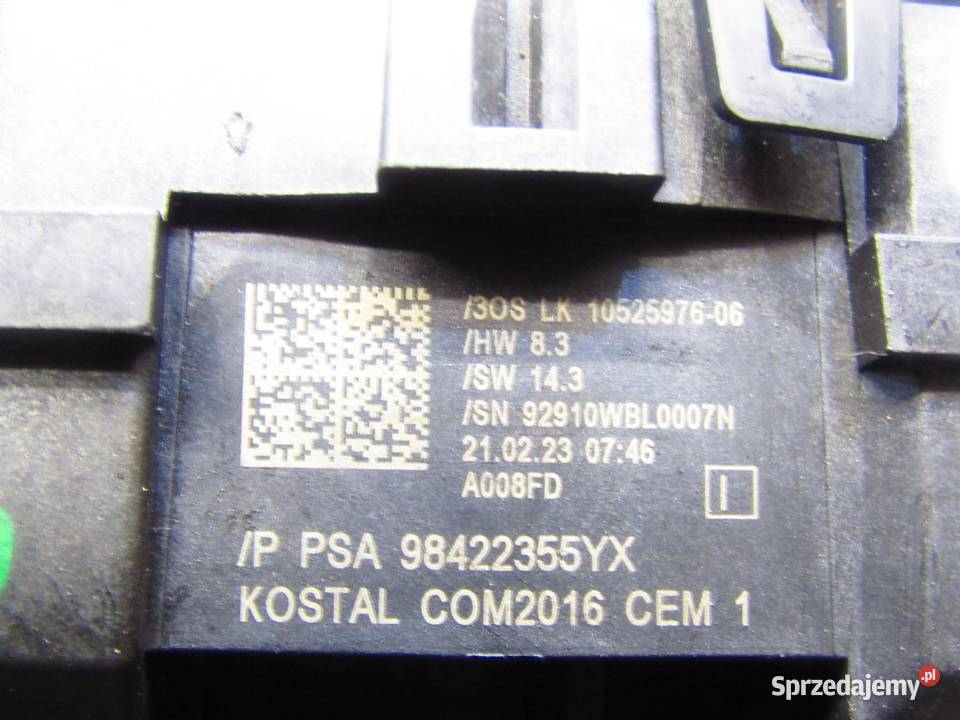 /3OS LK 10525976-06
/HW 8.3
/SW 14.3
/SN 92910WBL0007N
21.02.23 07:46
A008FD
I
/P PSA 98422355YX
KOSTAL COM2016 CEM 1
Sprzedajemy.pl